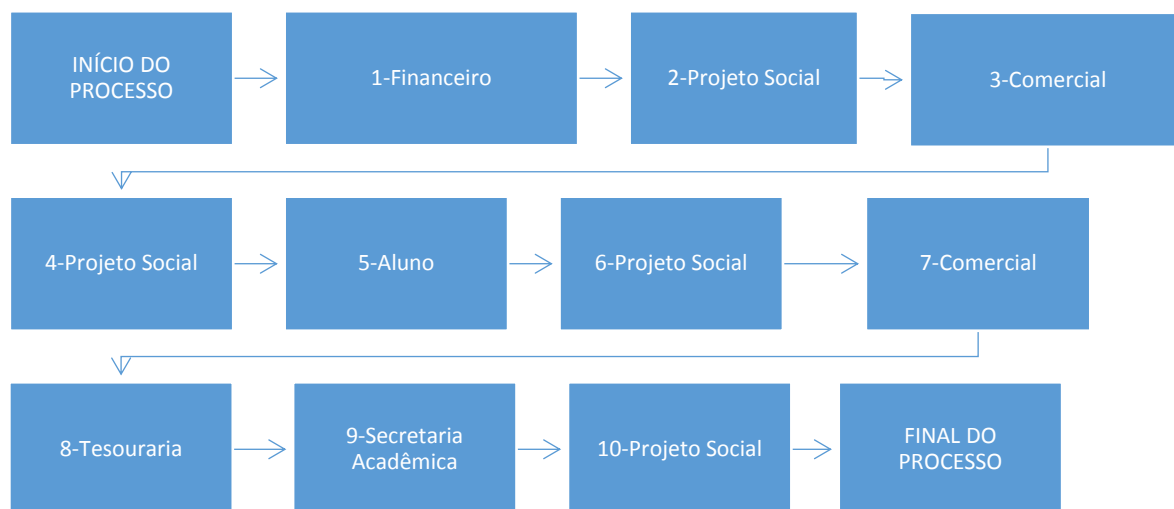 INÍCIO DO
PROCESSO
1-Financeiro
2-Projeto Social
3-Comercial
4-Projeto Social
5-Aluno
6-Projeto Social
7-Comercial
8-Tesouraria
9-Secretaria
Acadêmica
10-Projeto Social
FINAL DO
PROCESSO